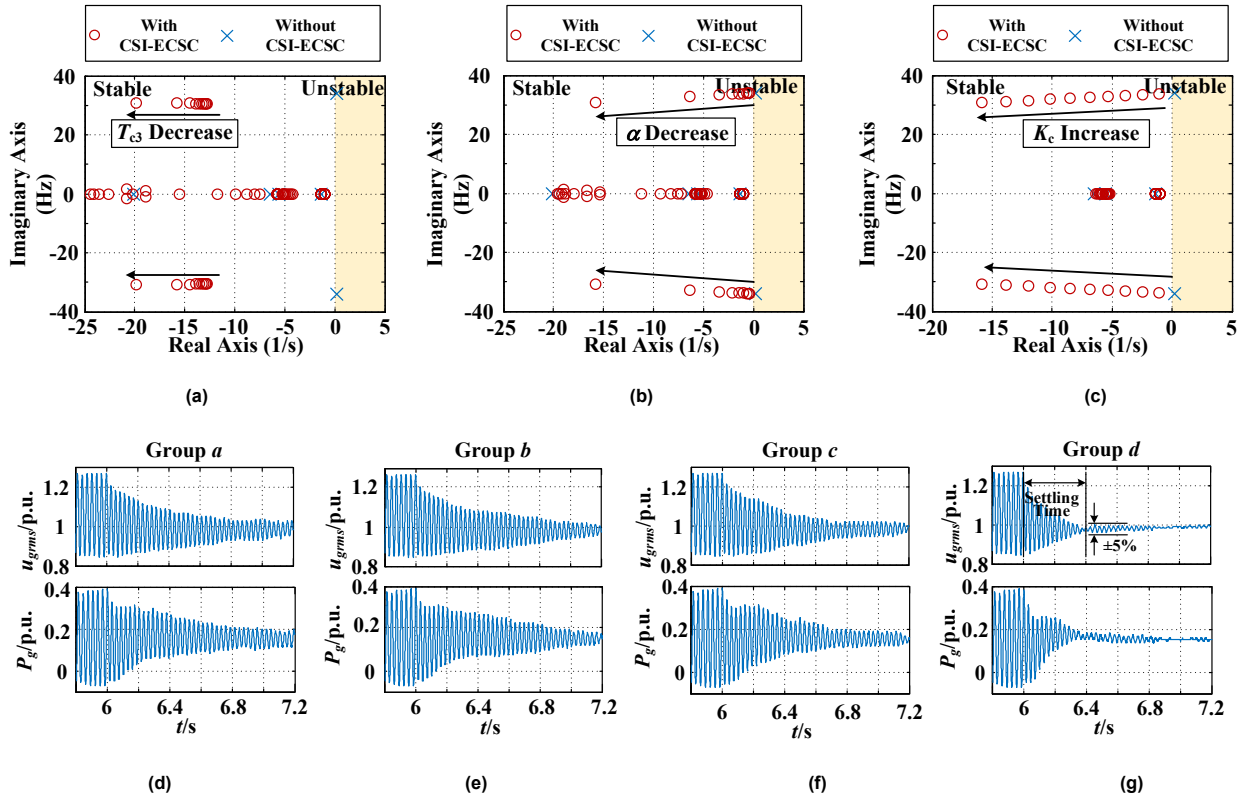 With CSI-ECSC
Without CSI-ECSC
With CSI-ECSC
Without CSI-ECSC
With CSI-ECSC
Without CSI-ECSC
Imaginary Axis (Hz)
40
20
0
-20
-40
Stable
Unstable
Tc3 Decrease
-25 -20 -15 -10 -5 0 5
Real Axis (1/s)
(a)
Imaginary Axis (Hz)
40
20
0
-20
-40
Stable
Unstable
α Decrease
-25 -20 -15 -10 -5 0 5
Real Axis (1/s)
(b)
Imaginary Axis (Hz)
40
20
0
-20
-40
Stable
Unstable
Kc Increase
-20 -15 -10 -5 0 5
Real Axis (1/s)
(c)
Group a
ugrms/p.u.
1.2
1
0.8
Pg/p.u.
0.4
0.2
0
6 6.4 6.8 7.2
t/s
(d)
Group b
ugrms/p.u.
1.2
1
0.8
Pg/p.u.
0.4
0.2
0
6 6.4 6.8 7.2
t/s
(e)
Group c
ugrms/p.u.
1.2
1
0.8
Pg/p.u.
0.4
0.2
0
6 6.4 6.8 7.2
t/s
(f)
Group d
ugrms/p.u.
1.2
1
0.8
Settling
Time
±5%
Pg/p.u.
0.4
0.2
0
6 6.4 6.8 7.2
t/s
(g)